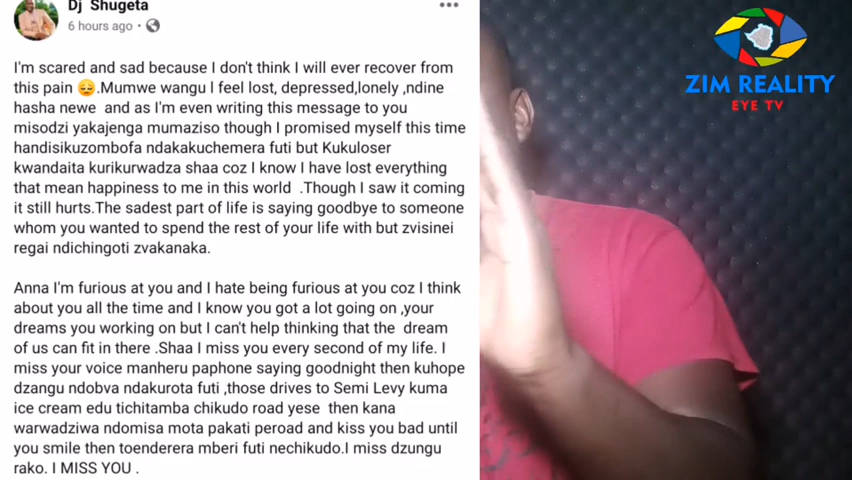 Dj Shugeta
6 hours ago
I'm scared and sad because I don't think I will ever recover from
this pain 😔.Mumwe wangu I feel lost, depressed,lonely ,ndine
hasha newe and as I'm even writing this message to you
misodzi yakajenga mumaziso though I promised myself this time
handisikuzombofa ndakakuchemera futi but Kukuloser
kwandaita kurikurwadza shaa coz I know I have lost everything
that mean happiness to me in this world .Though I saw it coming
it still hurts.The sadest part of life is saying goodbye to someone
whom you wanted to spend the rest of your life with but zvisinei
regai ndichingoti zvakanaka.
Anna I'm furious at you and I hate being furious at you coz I think
about you all the time and I know you got a lot going on ,your
dreams you working on but I can't help thinking that the dream
of us can fit in there .Shaa I miss you every second of my life. I
miss your voice manheru paphone saying goodnight then kuhope
dzangu ndobva ndakurota futi ,those drives to Semi Levy kuma
ice cream edu tichitamba chikudo road yese then kana
warwadziwa ndomisa mota pakati peroad and kiss you bad until
you smile then toenderera mberi futi nechikudo.I miss dzungu
rako. I MISS YOU .
ZIM REALITY
EYE TV